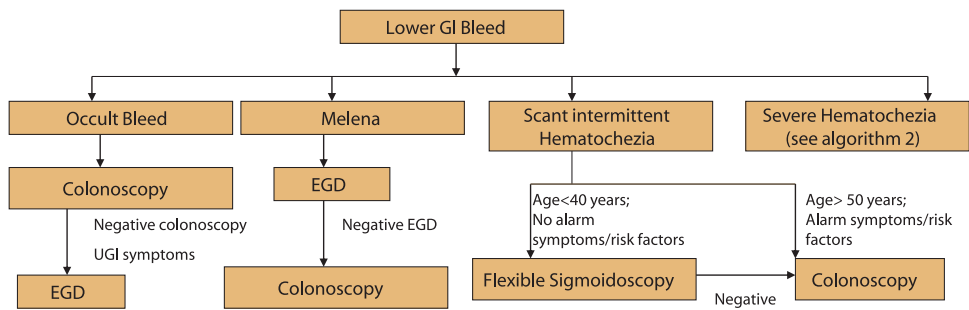 Lower GI Bleed
Occult Bleed
Melena
Scant intermittent
Hematochezia
Severe Hematochezia
(see algorithm 2)
Colonoscopy
EGD
Age<40 years;
No alarm
symptoms/risk factors
Age> 50 years;
Alarm symptoms/risk
factors
Negative colonoscopy
UGI symptoms
Negative EGD
EGD
Colonoscopy
Flexible Sigmoidoscopy
Negative
Colonoscopy